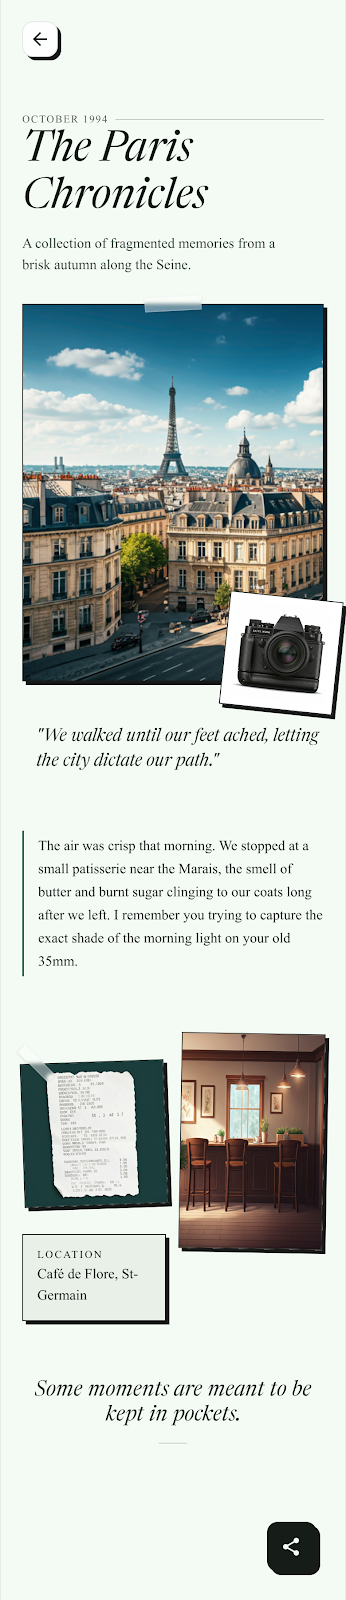 OCTOBER 1994
The Paris
Chronicles
A collection of fragmented memories from a
brisk autumn along the Seine.
"We walked until our feet ached, letting
the city dictate our path."
The air was crisp that morning. We stopped at a
small patisserie near the Marais, the smell of
butter and burnt sugar clinging to our coats long
after we left. I remember you trying to capture the
exact shade of the morning light on your old
35mm.
LOCATION
Café de Flore, St-
Germain
Some moments are meant to be
kept in pockets.